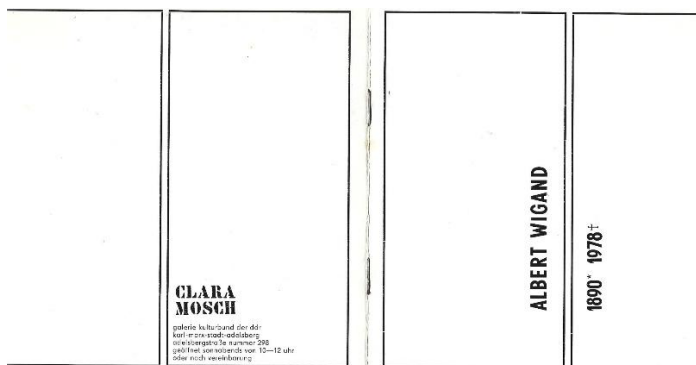 CLARA
MOSCH
galerie kulturbund der ddr
karl-marx-stadt-adelsberg
adelsbergstraße nummer 298
geöffnet sonnabends von 10—12 uhr
oder nach vereinbarung
ALBERT WIGAND
1890* 1978†